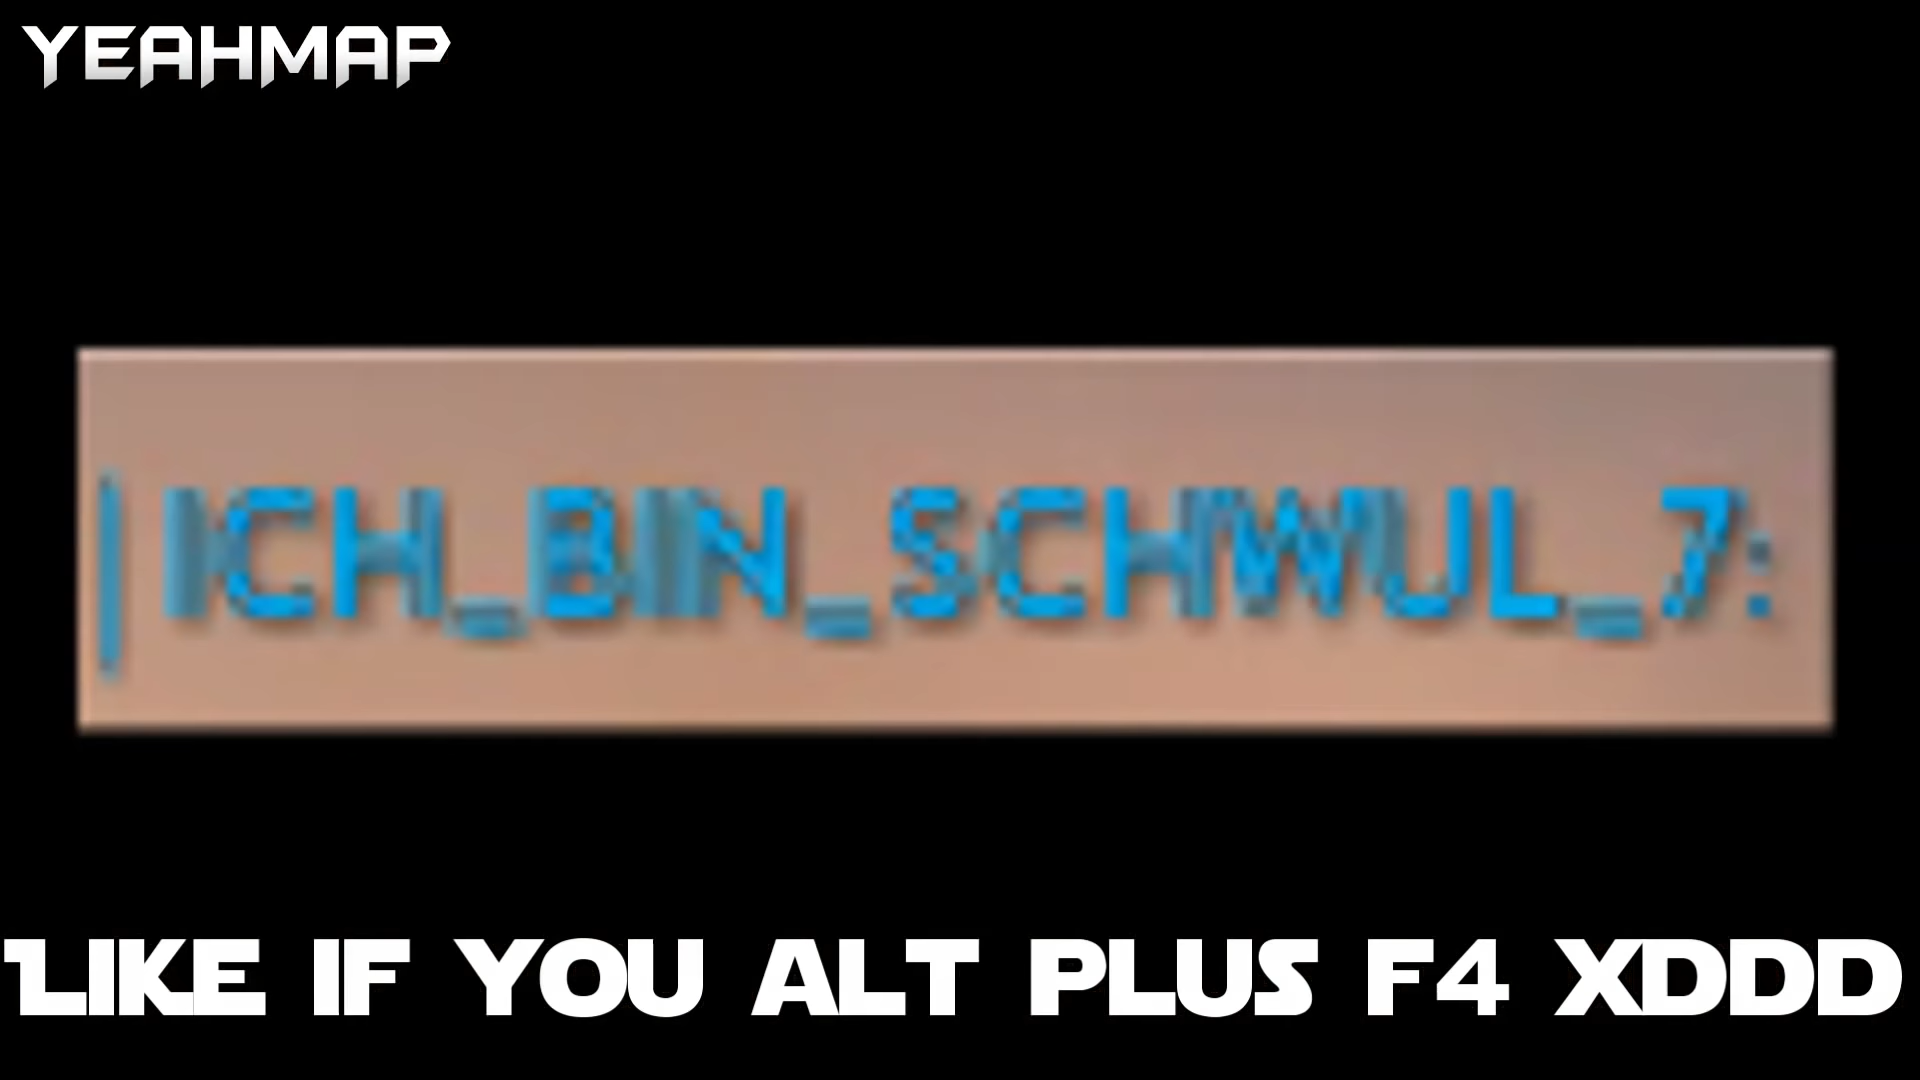 YEAHMAP
| ICH_BIN_SCHWUL_7:
LIKE IF YOU ALT PLUS F4 XDDD